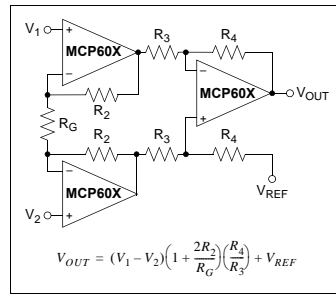 V1
+
MCP60X
−
R3
R4
R2
−
MCP60X
+
VOUT
RG
R2
R3
R4
−
MCP60X
+
V2
VREF
VOUT = (V1 − V2)(1 + 2R2/RG)(R4/R3) + VREF